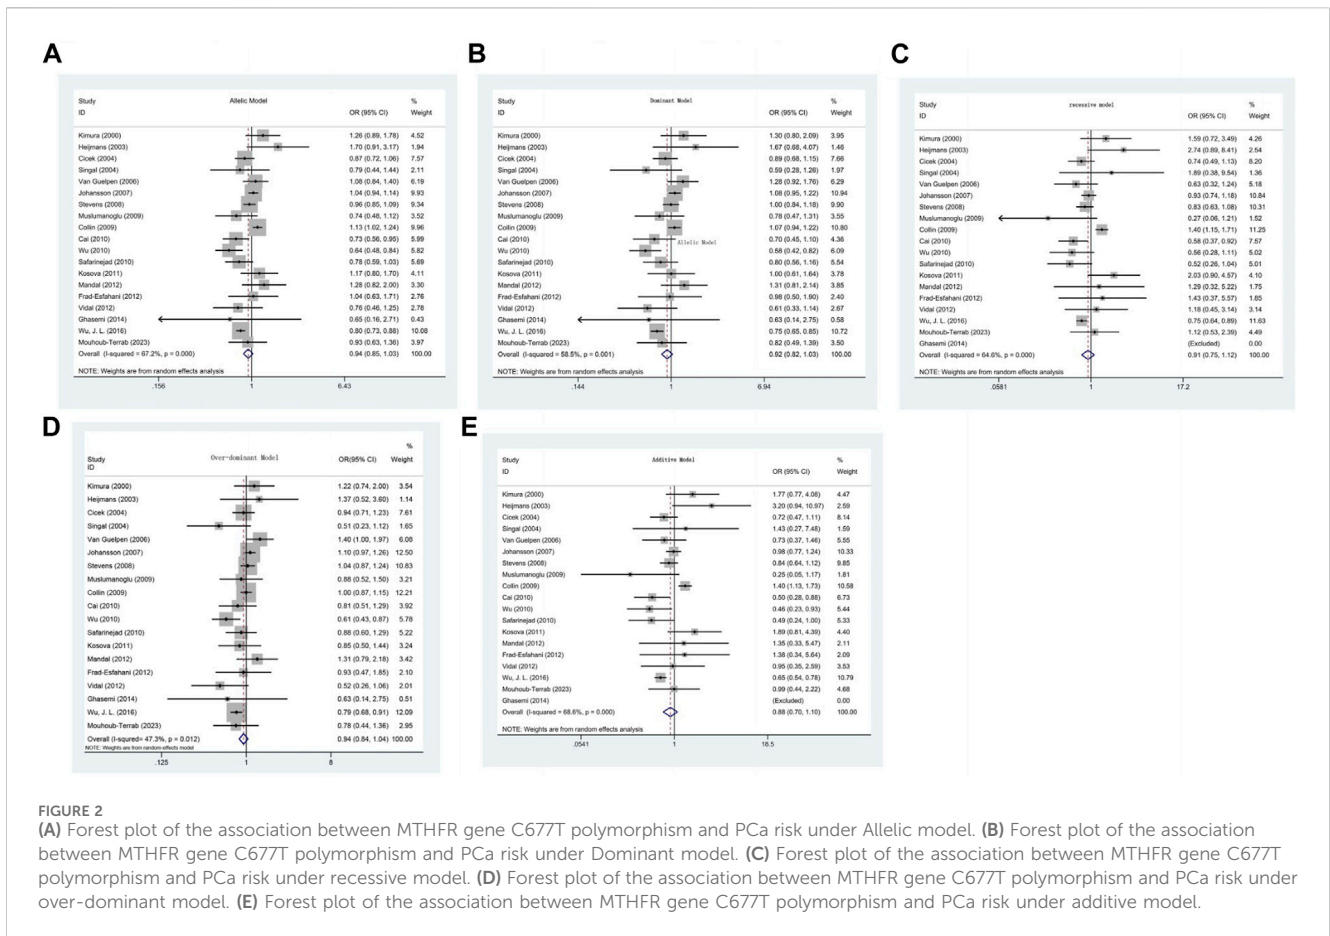 A
Study
Allelic Model
%
ID
OR (95% CI)
Weight
Kimura (2000) 1.26 (0.89, 1.78) 4.52
Heijmans (2003) 1.70 (0.91, 3.17) 1.94
Cicek (2004) 0.87 (0.72, 1.06) 7.57
Singal (2004) 0.79 (0.44, 1.44) 2.11
Van Guelpen (2006) 1.08 (0.84, 1.40) 6.19
Johansson (2007) 1.04 (0.94, 1.14) 9.93
Stevens (2008) 0.96 (0.85, 1.09) 9.34
Muslumanoglu (2009) 0.74 (0.48, 1.12) 3.52
Collin (2009) 1.13 (1.02, 1.24) 9.96
Cai (2010) 0.73 (0.56, 0.95) 5.99
Wu (2010) 0.64 (0.48, 0.84) 5.82
Safarinejad (2010) 0.78 (0.59, 1.03) 5.69
Kosova (2011) 1.17 (0.80, 1.70) 4.11
Mandal (2012) 1.28 (0.82, 2.00) 3.30
Frad-Esfahani (2012) 1.04 (0.63, 1.71) 2.76
Vidal (2012) 0.76 (0.46, 1.25) 2.78
Ghasemi (2014) 0.65 (0.16, 2.71) 0.43
Wu, J. L. (2016) 0.80 (0.73, 0.88) 10.08
Mouhoub-Terrab (2023) 0.93 (0.63, 1.36) 3.97
Overall (I-squared = 67.2%, p = 0.000) 0.94 (0.85, 1.03) 100.00
NOTE: Weights are from random effects analysis
.156 1 6.43
B
Study
Dominant Model
%
ID
OR (95% CI)
Weight
Kimura (2000) 1.30 (0.80, 2.09) 3.95
Heijmans (2003) 1.67 (0.68, 4.07) 1.46
Cicek (2004) 0.89 (0.68, 1.15) 7.66
Singal (2004) 0.59 (0.28, 1.26) 1.97
Van Guelpen (2006) 1.28 (0.92, 1.76) 6.29
Johansson (2007) 1.08 (0.95, 1.22) 10.94
Stevens (2008) 1.00 (0.84, 1.18) 9.90
Muslumanoglu (2009) 0.78 (0.47, 1.31) 3.55
Collin (2009) 1.07 (0.94, 1.22) 10.80
Cai (2010) 0.70 (0.45, 1.10) 4.36
Allelic Model
Wu (2010) 0.58 (0.42, 0.82) 6.09
Safarinejad (2010) 0.80 (0.56, 1.16) 5.54
Kosova (2011) 1.00 (0.61, 1.64) 3.78
Mandal (2012) 1.31 (0.81, 2.14) 3.85
Frad-Esfahani (2012) 0.98 (0.50, 1.90) 2.40
Vidal (2012) 0.61 (0.33, 1.14) 2.67
Ghasemi (2014) 0.63 (0.14, 2.75) 0.58
Wu, J. L. (2016) 0.75 (0.65, 0.85) 10.72
Mouhoub-Terrab (2023) 0.82 (0.49, 1.39) 3.50
Overall (I-squared = 58.5%, p = 0.001) 0.92 (0.82, 1.03) 100.00
NOTE: Weights are from random effects analysis
.144 1 6.94
C
Study
recessive model
%
ID
OR (95% CI)
Weight
Kimura (2000) 1.59 (0.72, 3.49) 4.26
Heijmans (2003) 2.74 (0.89, 8.41) 2.54
Cicek (2004) 0.74 (0.49, 1.13) 8.20
Singal (2004) 1.89 (0.38, 9.54) 1.36
Van Guelpen (2006) 0.63 (0.32, 1.24) 5.18
Johansson (2007) 0.93 (0.74, 1.18) 10.84
Stevens (2008) 0.83 (0.63, 1.08) 10.31
Muslumanoglu (2009) 0.27 (0.06, 1.21) 1.52
Collin (2009) 1.40 (1.15, 1.71) 11.25
Cai (2010) 0.58 (0.37, 0.92) 7.57
Wu (2010) 0.56 (0.28, 1.11) 5.02
Safarinejad (2010) 0.52 (0.26, 1.04) 5.01
Kosova (2011) 2.03 (0.90, 4.57) 4.10
Mandal (2012) 1.29 (0.32, 5.22) 1.75
Frad-Esfahani (2012) 1.43 (0.37, 5.57) 1.85
Vidal (2012) 1.18 (0.45, 3.14) 3.14
Wu, J. L. (2016) 0.75 (0.64, 0.89) 11.63
Mouhoub-Terrab (2023) 1.12 (0.53, 2.39) 4.49
Ghasemi (2014) (Excluded) 0.00
Overall (I-squared = 64.6%, p = 0.000) 0.91 (0.75, 1.12) 100.00
NOTE: Weights are from random effects analysis
.0581 1 17.2
D
%
Study
Over-dominant Model
OR(95% CI) Weight
ID
Kimura (2000) 1.22 (0.74, 2.00) 3.54
Heijmans (2003) 1.37 (0.52, 3.60) 1.14
Cicek (2004) 0.94 (0.71, 1.23) 7.61
Singal (2004) 0.51 (0.23, 1.12) 1.65
Van Guelpen (2006) 1.40 (1.00, 1.97) 6.08
Johansson (2007) 1.10 (0.97, 1.26) 12.50
Stevens (2008) 1.04 (0.87, 1.24) 10.83
Muslumanoglu (2009) 0.88 (0.52, 1.50) 3.21
Collin (2009) 1.00 (0.87, 1.15) 12.21
Cai (2010) 0.81 (0.51, 1.29) 3.92
Wu (2010) 0.61 (0.43, 0.87) 5.78
Safarinejad (2010) 0.88 (0.60, 1.29) 5.22
Kosova (2011) 0.85 (0.50, 1.44) 3.24
Mandal (2012) 1.31 (0.79, 2.18) 3.42
Frad-Esfahani (2012) 0.93 (0.47, 1.85) 2.10
Vidal (2012) 0.52 (0.26, 1.06) 2.01
Ghasemi (2014) 0.63 (0.14, 2.75) 0.51
Wu, J. L. (2016) 0.79 (0.68, 0.91) 12.09
Mouhoub-Terrab (2023) 0.78 (0.44, 1.36) 2.95
Overall (I-squred= 47.3%, p = 0.012) 0.94 (0.84, 1.04) 100.00
NOTE: Weights are from random-effects model
.125 1 8
E
Study
Additive Model
%
ID
OR (95% CI)
Weight
Kimura (2000) 1.77 (0.77, 4.08) 4.47
Heijmans (2003) 3.20 (0.94, 10.97) 2.59
Cicek (2004) 0.72 (0.47, 1.11) 8.14
Singal (2004) 1.43 (0.27, 7.48) 1.59
Van Guelpen (2006) 0.73 (0.37, 1.46) 5.55
Johansson (2007) 0.98 (0.77, 1.24) 10.33
Stevens (2008) 0.84 (0.64, 1.12) 9.85
Muslumanoglu (2009) 0.25 (0.05, 1.17) 1.81
Collin (2009) 1.40 (1.13, 1.73) 10.58
Cai (2010) 0.50 (0.28, 0.88) 6.73
Wu (2010) 0.46 (0.23, 0.93) 5.44
Safarinejad (2010) 0.49 (0.24, 1.00) 5.33
Kosova (2011) 1.89 (0.81, 4.39) 4.40
Mandal (2012) 1.35 (0.33, 5.47) 2.11
Frad-Esfahani (2012) 1.38 (0.34, 5.64) 2.09
Vidal (2012) 0.95 (0.35, 2.59) 3.53
Wu, J. L. (2016) 0.65 (0.54, 0.78) 10.79
Mouhoub-Terrab (2023) 0.99 (0.44, 2.22) 4.68
Ghasemi (2014) (Excluded) 0.00
Overall (I-squared = 68.6%, p = 0.000) 0.88 (0.70, 1.10) 100.00
NOTE: Weights are from random effects analysis
.0541 1 18.5
FIGURE 2
(A) Forest plot of the association between MTHFR gene C677T polymorphism and PCa risk under Allelic model. (B) Forest plot of the association
between MTHFR gene C677T polymorphism and PCa risk under Dominant model. (C) Forest plot of the association between MTHFR gene C677T
polymorphism and PCa risk under recessive model. (D) Forest plot of the association between MTHFR gene C677T polymorphism and PCa risk under
over-dominant model. (E) Forest plot of the association between MTHFR gene C677T polymorphism and PCa risk under additive model.